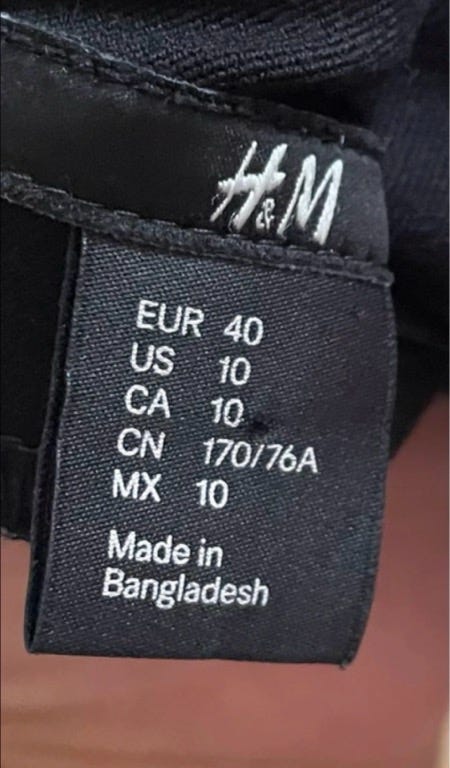 H&M
EUR 40
US 10
CA 10
CN 170/76A
MX 10
Made in
Bangladesh